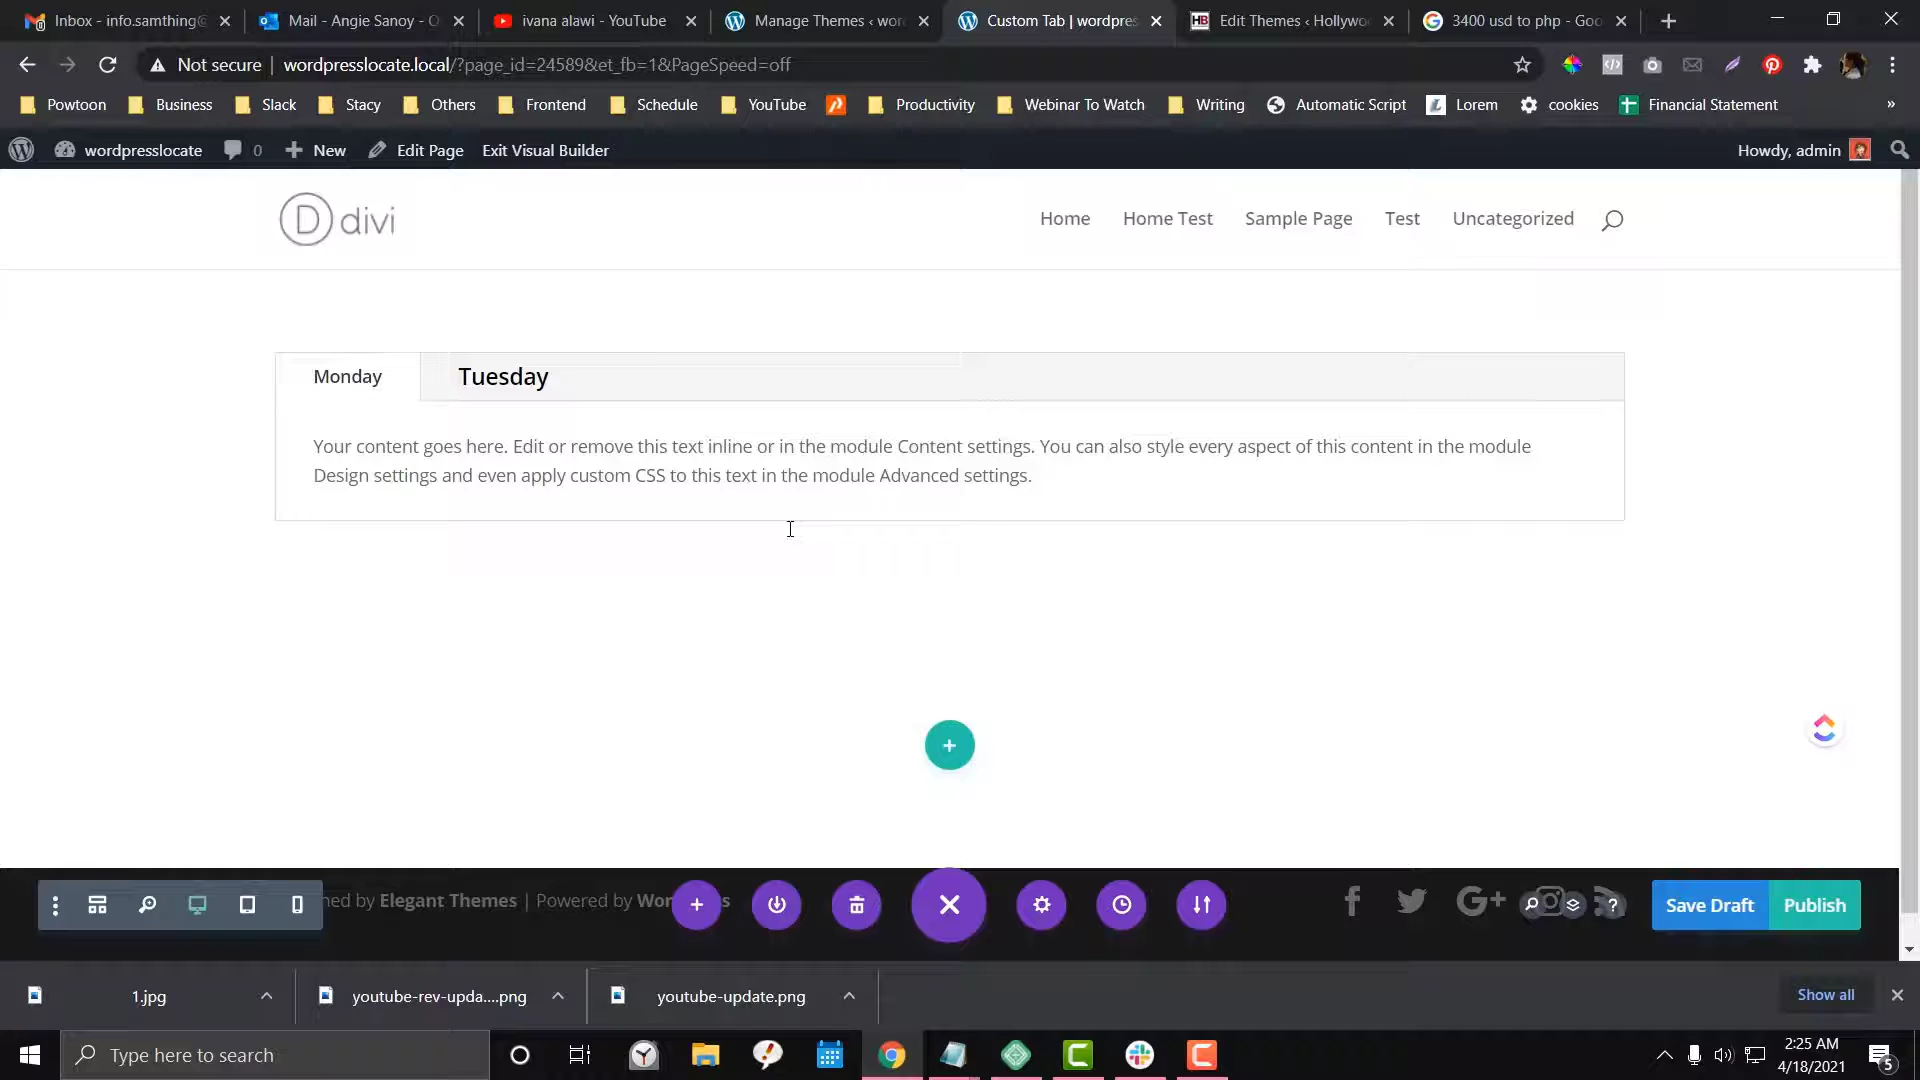 Inbox - info.samthing@
Mail - Angie Sanoy - O
ivana alawi - YouTube
Manage Themes ‹ wor
Custom Tab | wordpres
Edit Themes ‹ Hollywo
3400 usd to php - Goo
Not secure | wordpresslocate.local/?page_id=24589&et_fb=1&PageSpeed=off
Powtoon Business Slack Stacy Others Frontend Schedule YouTube Productivity Webinar To Watch Writing Automatic Script Lorem cookies Financial Statement »
wordpresslocate 0 New Edit Page Exit Visual Builder Howdy, admin
D divi
Home Home Test Sample Page Test Uncategorized
Monday Tuesday
Your content goes here. Edit or remove this text inline or in the module Content settings. You can also style every aspect of this content in the module
Design settings and even apply custom CSS to this text in the module Advanced settings.
ned by Elegant Themes | Powered by Wor s
Save Draft Publish
1.jpg youtube-rev-upda....png youtube-update.png Show all
Type here to search
2:25 AM
4/18/2021
5